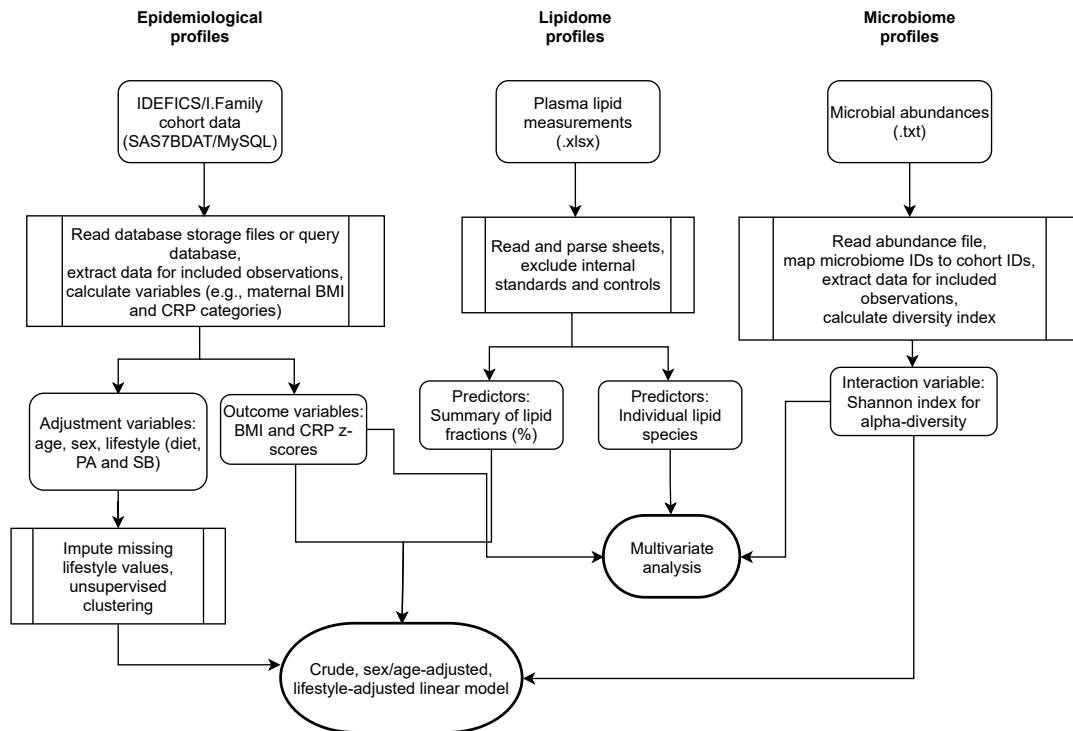 Epidemiological
profiles
Lipidome
profiles
Microbiome
profiles
IDEFICS/I.Family
cohort data
(SAS7BDAT/MySQL)
Plasma lipid
measurements
(.xlsx)
Microbial abundances
(.txt)
Read database storage files or query
database,
extract data for included observations,
calculate variables (e.g., maternal BMI
and CRP categories)
Read and parse sheets,
exclude internal
standards and controls
Read abundance file,
map microbiome IDs to cohort IDs,
extract data for included
observations,
calculate diversity index
Adjustment variables:
age, sex, lifestyle (diet,
PA and SB)
Outcome variables:
BMI and CRP z-
scores
Predictors:
Summary of lipid
fractions (%)
Predictors:
Individual lipid
species
Interaction variable:
Shannon index for
alpha-diversity
Impute missing
lifestyle values,
unsupervised
clustering
Multivariate
analysis
Crude, sex/age-adjusted,
lifestyle-adjusted linear model